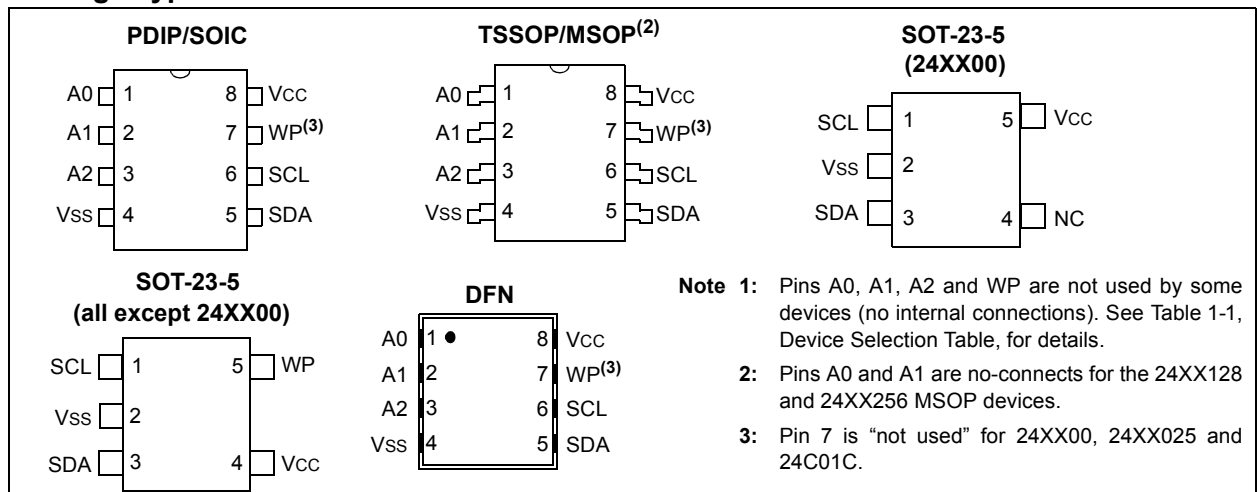 PDIP/SOIC
A0 1 8 VCC
A1 2 7 WP(3)
A2 3 6 SCL
VSS 4 5 SDA
TSSOP/MSOP(2)
A0 1 8 VCC
A1 2 7 WP(3)
A2 3 6 SCL
VSS 4 5 SDA
SOT-23-5
(24XX00)
SCL 1 5 VCC
VSS 2
SDA 3 4 NC
SOT-23-5
(all except 24XX00)
SCL 1 5 WP
VSS 2
SDA 3 4 VCC
DFN
A0 1 8 VCC
A1 2 7 WP(3)
A2 3 6 SCL
VSS 4 5 SDA
Note 1: Pins A0, A1, A2 and WP are not used by some
devices (no internal connections). See Table 1-1,
Device Selection Table, for details.
2: Pins A0 and A1 are no-connects for the 24XX128
and 24XX256 MSOP devices.
3: Pin 7 is “not used” for 24XX00, 24XX025 and
24C01C.